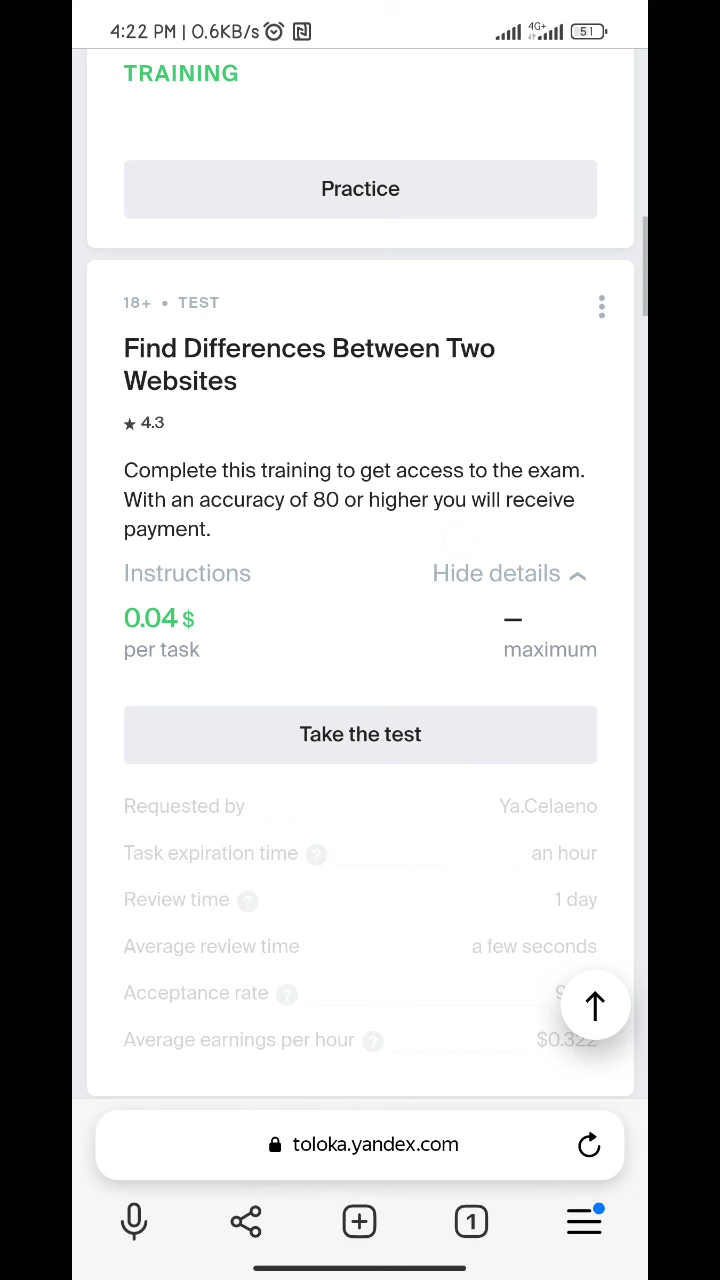 4:22 PM | 0.6KB/s 4G+ 51
TRAINING
Practice
18+ • TEST
Find Differences Between Two
Websites
★ 4.3
Complete this training to get access to the exam.
With an accuracy of 80 or higher you will receive
payment.
Instructions Hide details
0.04 $ –
per task maximum
Take the test
Requested by Ya.Celaeno
Task expiration time ? an hour
Review time ? 1 day
Average review time a few seconds
Acceptance rate ?
Average earnings per hour ? $0.322
toloka.yandex.com
1